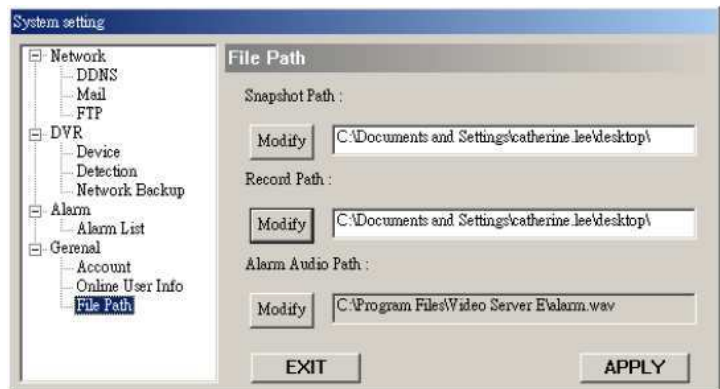 System setting
Network
DDNS
Mail
FTP
DVR
Device
Detection
Network Backup
Alarm
Alarm List
Gerenal
Account
Online User Info
File Path
File Path
Snapshot Path :
Modify
C:\Documents and Settings\catherine.lee\desktop\
Record Path :
Modify
C:\Documents and Settings\catherine.lee\desktop\
Alarm Audio Path :
Modify
C:\Program Files\Video Server E\alarm.wav
EXIT
APPLY